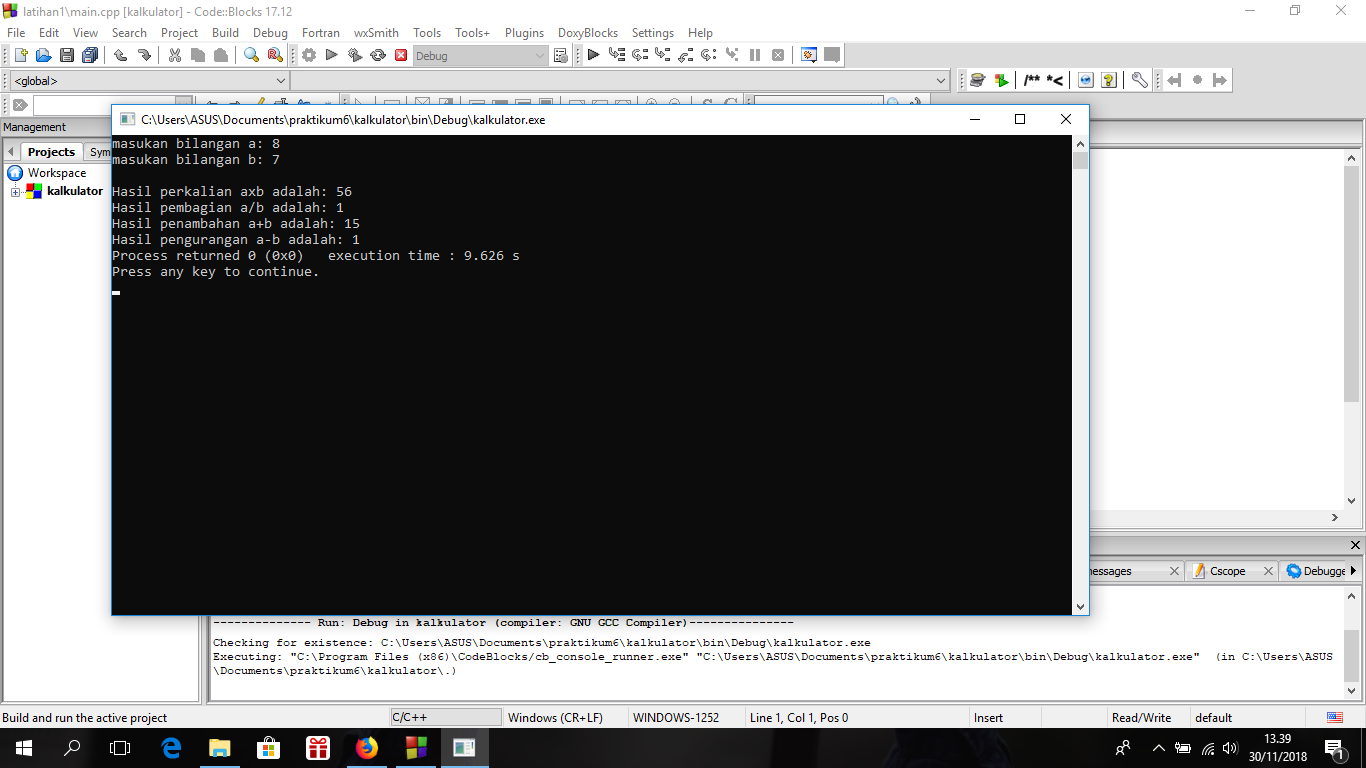 latihan1\main.cpp [kalkulator] - Code::Blocks 17.12
File Edit View Search Project Build Debug Fortran wxSmith Tools Tools+ Plugins DoxyBlocks Settings Help
Debug
<global>
/** *<
Management
C:\Users\ASUS\Documents\praktikum6\kalkulator\bin\Debug\kalkulator.exe
Projects Sym
Workspace
kalkulator
masukan bilangan a: 8
masukan bilangan b: 7
Hasil perkalian axb adalah: 56
Hasil pembagian a/b adalah: 1
Hasil penambahan a+b adalah: 15
Hasil pengurangan a-b adalah: 1
Process returned 0 (0x0)   execution time : 9.626 s
Press any key to continue.
essages Cscope Debugge
-------------- Run: Debug in kalkulator (compiler: GNU GCC Compiler)---------------
Checking for existence: C:\Users\ASUS\Documents\praktikum6\kalkulator\bin\Debug\kalkulator.exe
Executing: "C:\Program Files (x86)\CodeBlocks/cb_console_runner.exe" "C:\Users\ASUS\Documents\praktikum6\kalkulator\bin\Debug\kalkulator.exe"  (in C:\Users\ASUS
\Documents\praktikum6\kalkulator\.)
Build and run the active project C/C++ Windows (CR+LF) WINDOWS-1252 Line 1, Col 1, Pos 0 Insert Read/Write default
13.39
30/11/2018
1